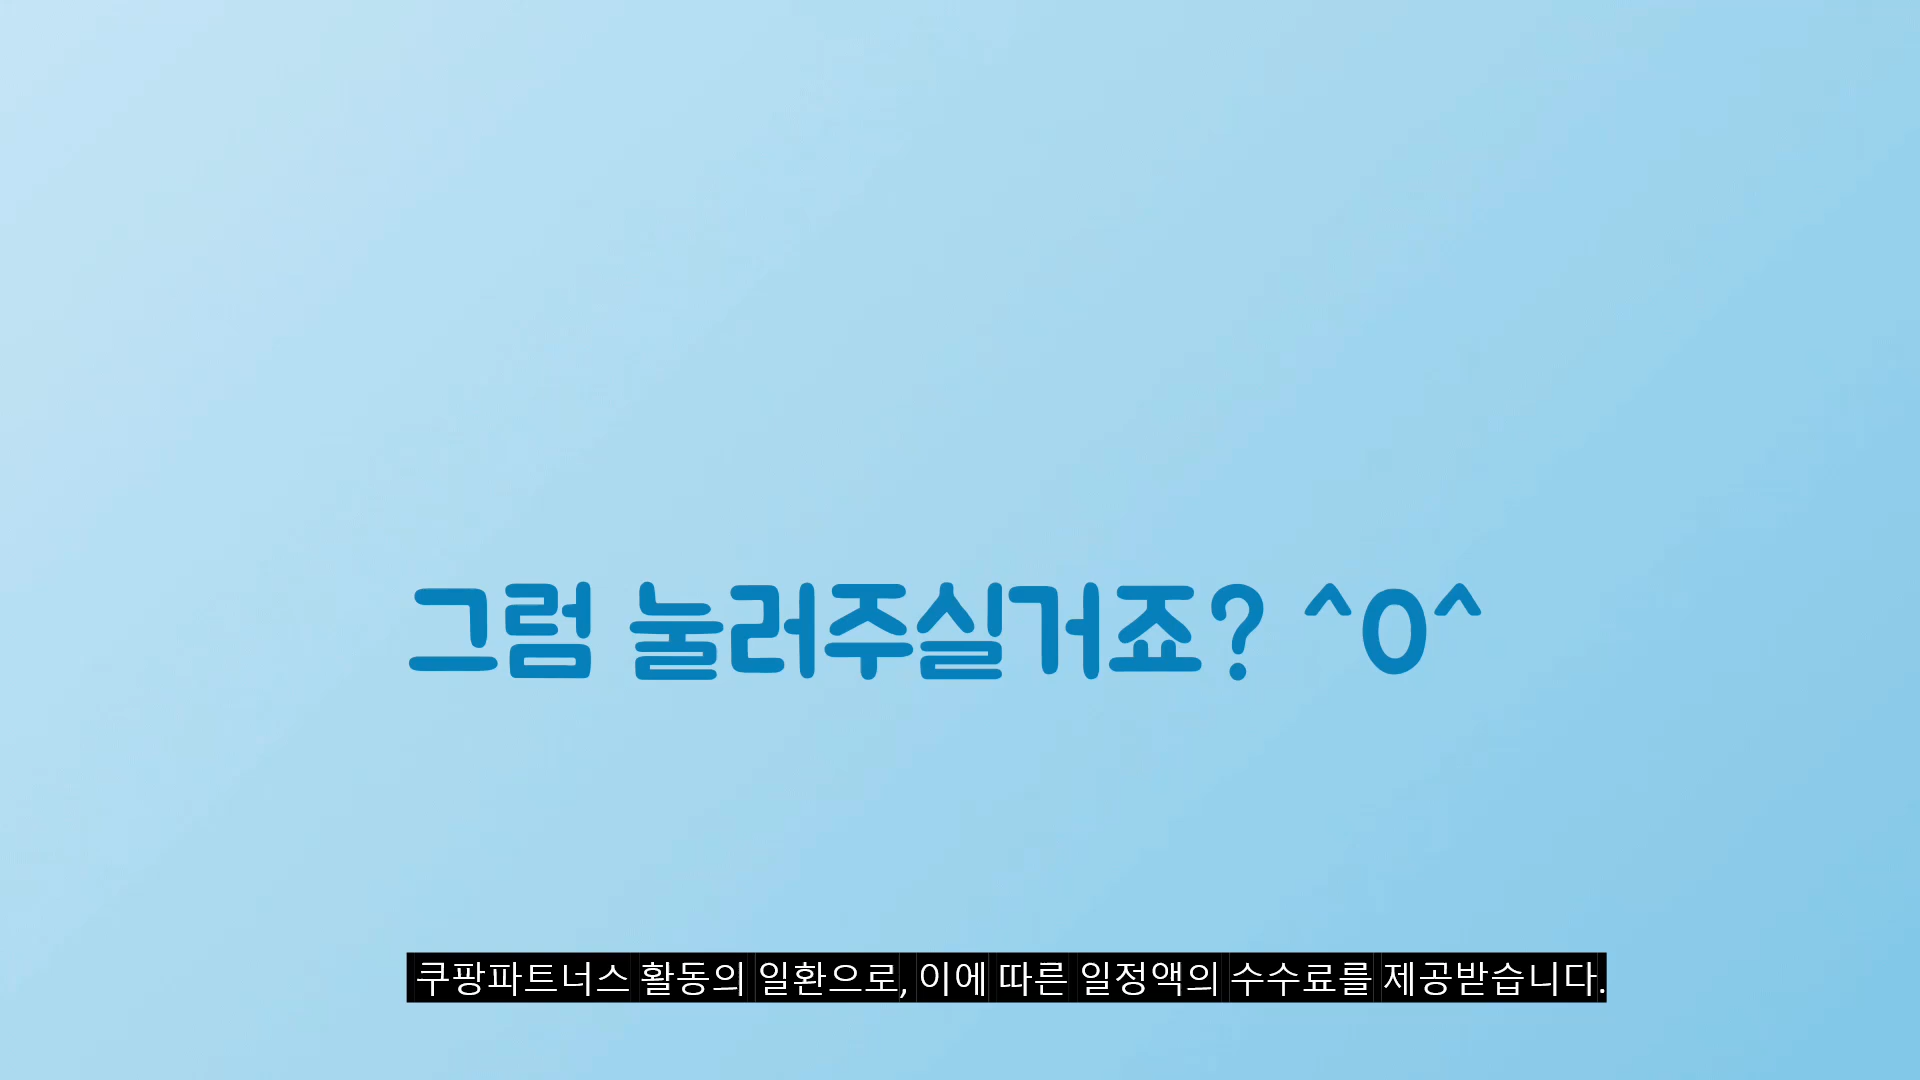 그럼 눌러주실거죠? ^0^
쿠팡파트너스 활동의 일환으로, 이에 따른 일정액의 수수료를 제공받습니다.